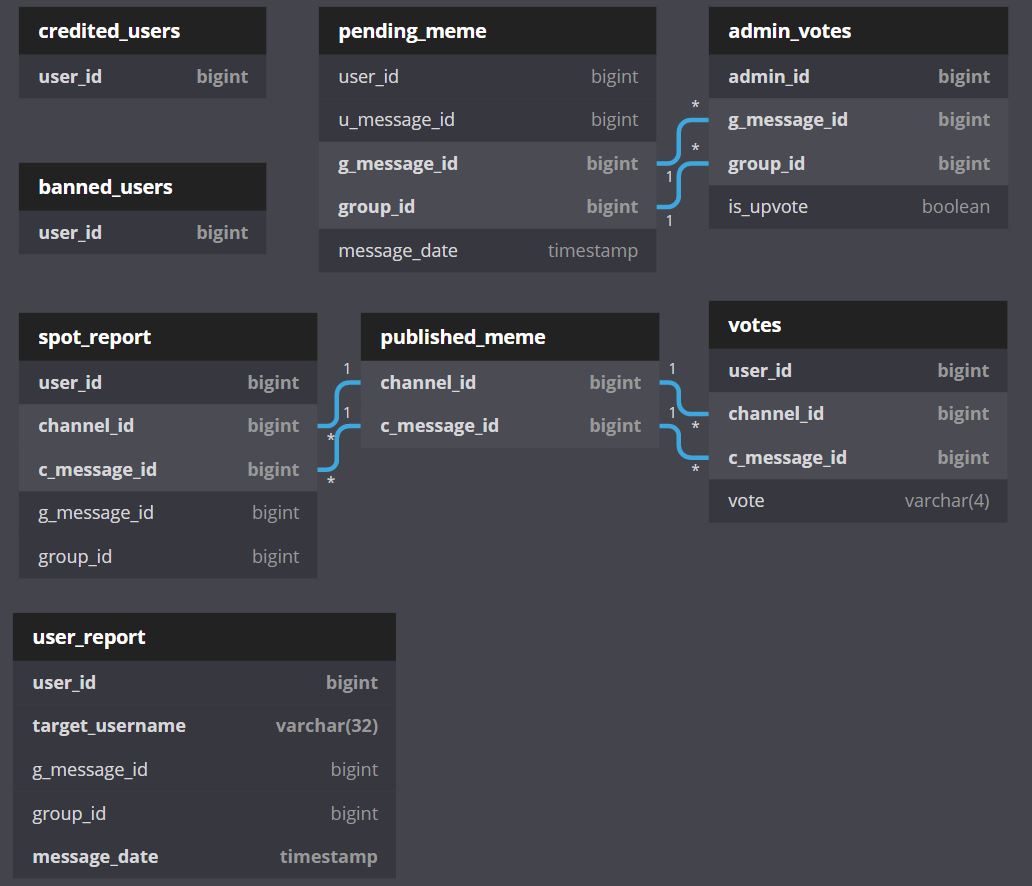 credited_users
user_id bigint
banned_users
user_id bigint
pending_meme
user_id bigint
u_message_id bigint
g_message_id bigint
group_id bigint
message_date timestamp
1
1
*
*
admin_votes
admin_id bigint
g_message_id bigint
group_id bigint
is_upvote boolean
spot_report
user_id bigint
channel_id bigint
c_message_id bigint
g_message_id bigint
group_id bigint
1
1
*
*
published_meme
channel_id bigint
c_message_id bigint
1
1
*
*
votes
user_id bigint
channel_id bigint
c_message_id bigint
vote varchar(4)
user_report
user_id bigint
target_username varchar(32)
g_message_id bigint
group_id bigint
message_date timestamp